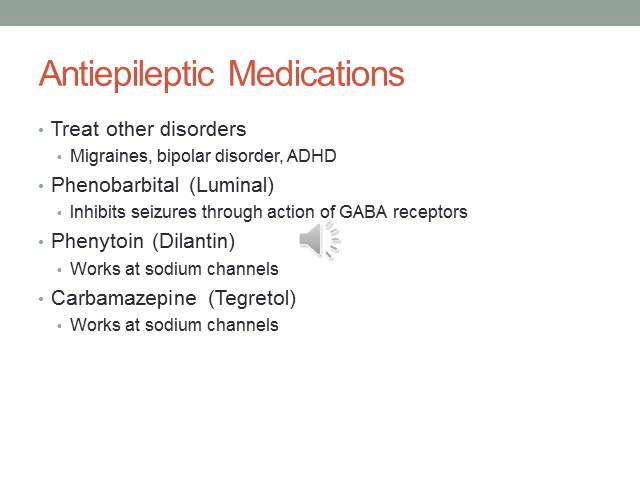 Antiepileptic Medications
• Treat other disorders
• Migraines, bipolar disorder, ADHD
• Phenobarbital (Luminal)
• Inhibits seizures through action of GABA receptors
• Phenytoin (Dilantin)
• Works at sodium channels
• Carbamazepine (Tegretol)
• Works at sodium channels